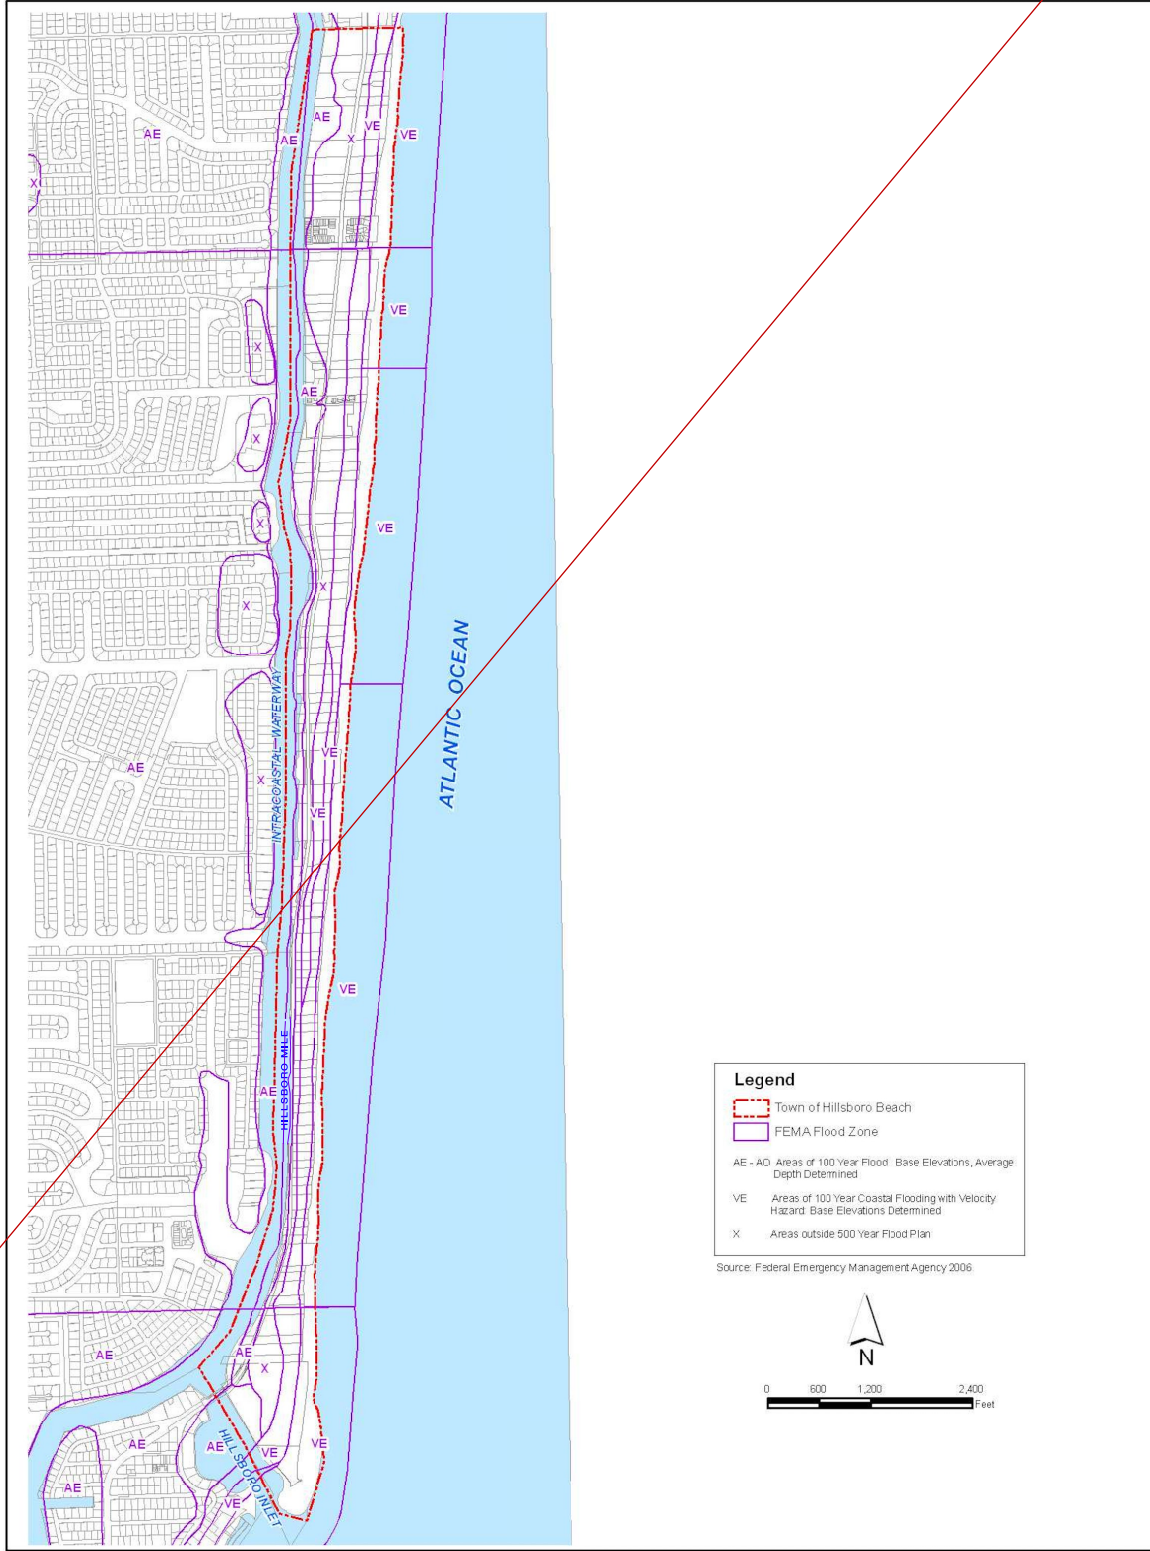 AE
AE
AE
X
VE
VE
X
VE
X
AE
X
X
VE
X
X
ATLANTIC OCEAN
INTRACOASTAL WATERWAY
VE
AE
X
VE
VE
HILLSBORO MILE
AE
AE
AE
X
AE
AE
VE
VE
HILLSBORO INLET
AE
VE
Legend
Town of Hillsboro Beach
FEMA Flood Zone
AE - AO Areas of 100 Year Flood Base Elevations, Average
Depth Determined
VE Areas of 100 Year Coastal Flooding with Velocity
Hazard: Base Elevations Determined
X Areas outside 500 Year Flood Plan
Source: Federal Emergency Management Agency 2006
N
0 600 1,200 2,400
Feet